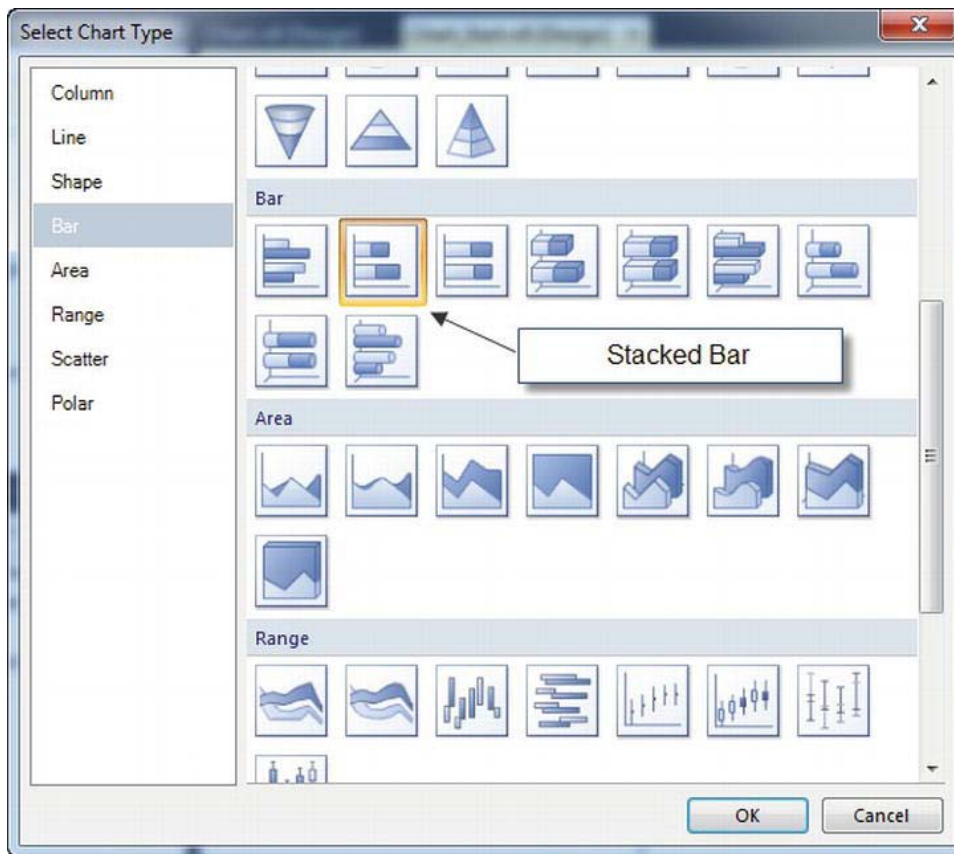 Select Chart Type
Column
Line
Shape
Bar
Area
Range
Scatter
Polar
Bar
Stacked Bar
Area
Range
OK
Cancel